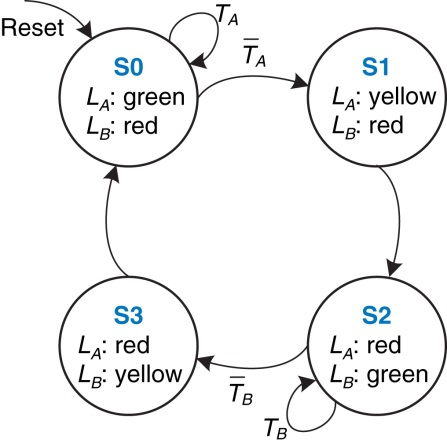 Reset
T_A
T̅_A
S0
L_A: green
L_B: red
S1
L_A: yellow
L_B: red
S3
L_A: red
L_B: yellow
S2
L_A: red
L_B: green
T̅_B
T_B